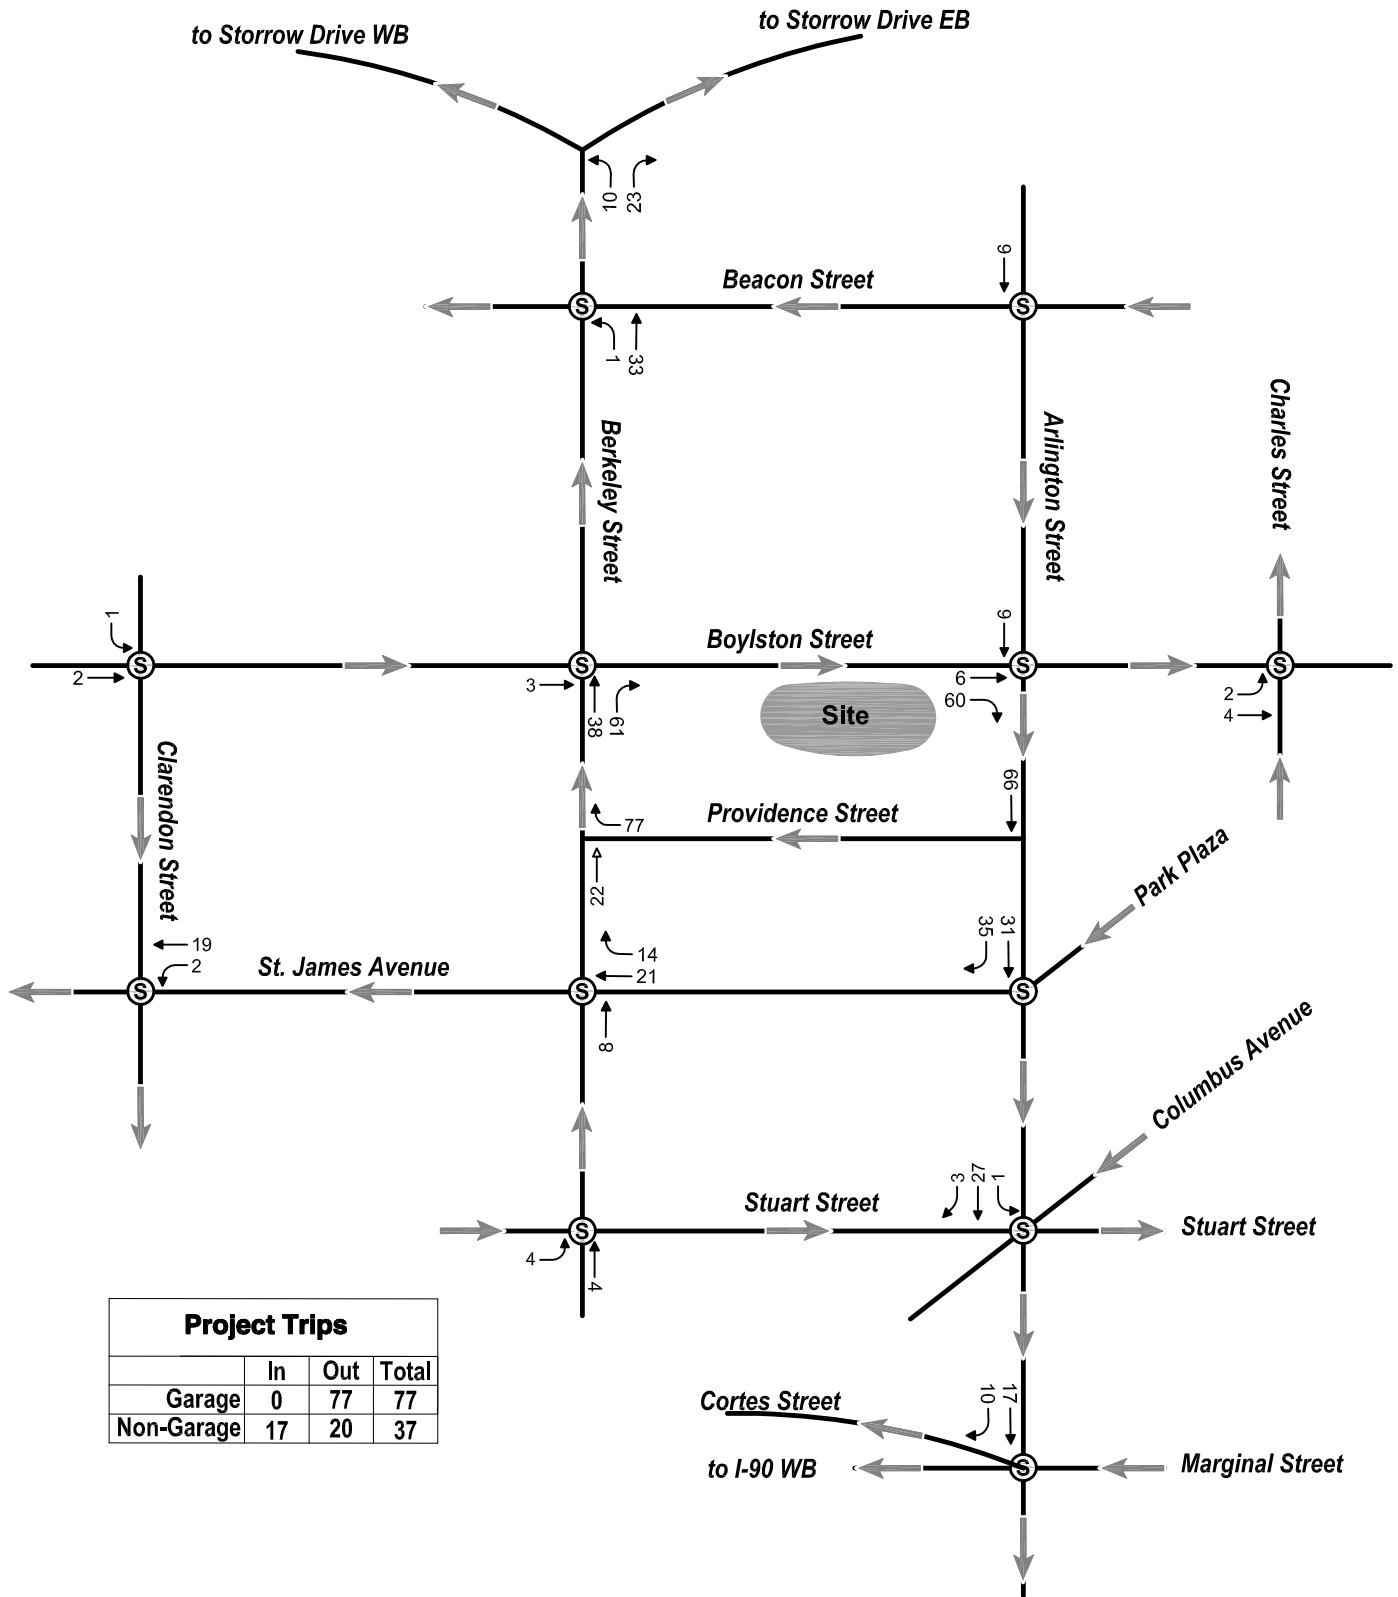 to Storrow Drive WB
to Storrow Drive EB
10
23
6
Beacon Street
S
S
1
33
Berkeley Street
Arlington Street
Charles Street
1
6
Boylston Street
S
S
S
S
2
3
38
61
6
60
2
4
Site
Clarendon Street
66
Providence Street
77
22
Park Plaza
35
31
19
2
St. James Avenue
14
21
S
S
S
8
Columbus Avenue
3
27
1
Stuart Street
S
S
Stuart Street
4
4
Project Trips
In Out Total
Garage 0 77 77
Non-Garage 17 20 37
Cortes Street
10
17
to I-90 WB
S
Marginal Street